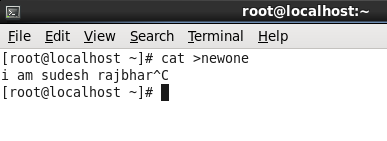 root@localhost:~
File Edit View Search Terminal Help
[root@localhost ~]# cat >newone
i am sudesh rajbhar^C
[root@localhost ~]#